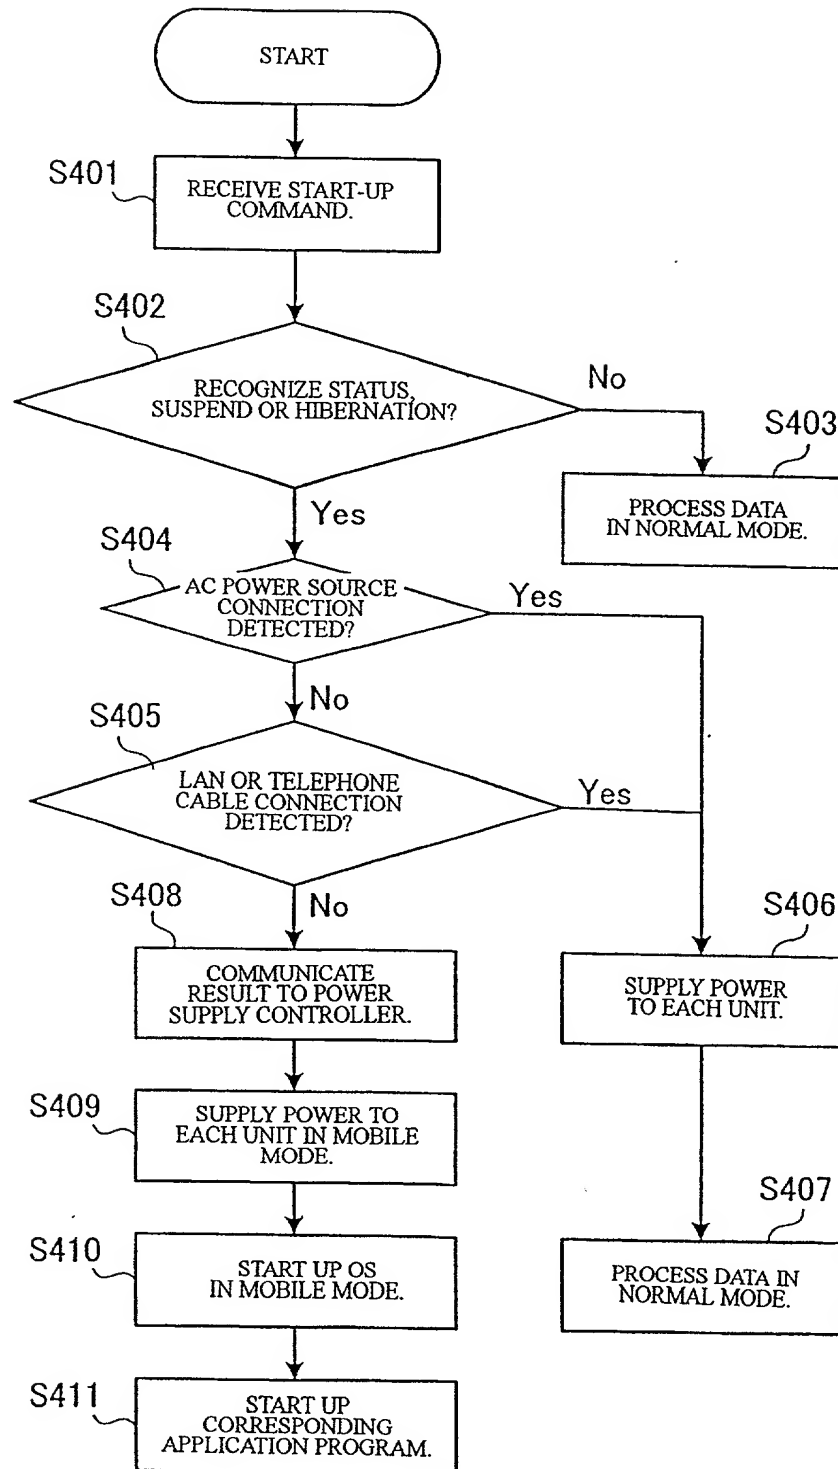 START
S401
RECEIVE START-UP
COMMAND.
S402
RECOGNIZE STATUS,
SUSPEND OR HIBERNATION?
No
S403
PROCESS DATA
IN NORMAL MODE.
Yes
S404
AC POWER SOURCE
CONNECTION
DETECTED?
Yes
No
S405
LAN OR TELEPHONE
CABLE CONNECTION
DETECTED?
Yes
No
S406
SUPPLY POWER
TO EACH UNIT.
S407
PROCESS DATA IN
NORMAL MODE.
S408
COMMUNICATE
RESULT TO POWER
SUPPLY CONTROLLER.
S409
SUPPLY POWER TO
EACH UNIT IN MOBILE
MODE.
S410
START UP OS
IN MOBILE MODE.
S411
START UP
CORRESPONDING
APPLICATION PROGRAM.